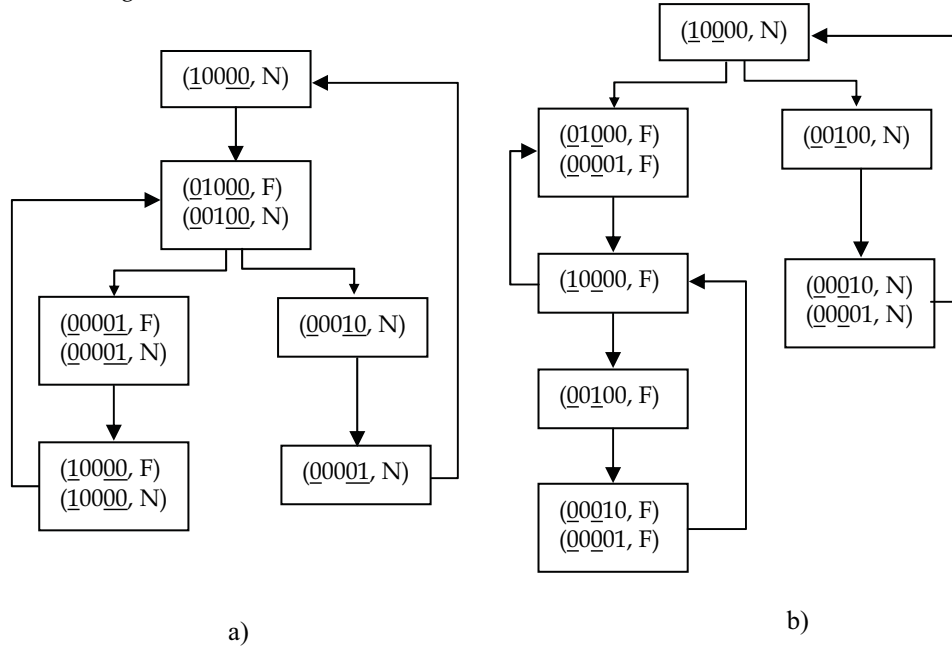 (10000, N)
(01000, F)
(00100, N)
(00001, F)
(00001, N)
(00010, N)
(10000, F)
(10000, N)
(00001, N)
a)
(10000, N)
(01000, F)
(00001, F)
(00100, N)
(10000, F)
(00010, N)
(00001, N)
(00100, F)
(00010, F)
(00001, F)
b)